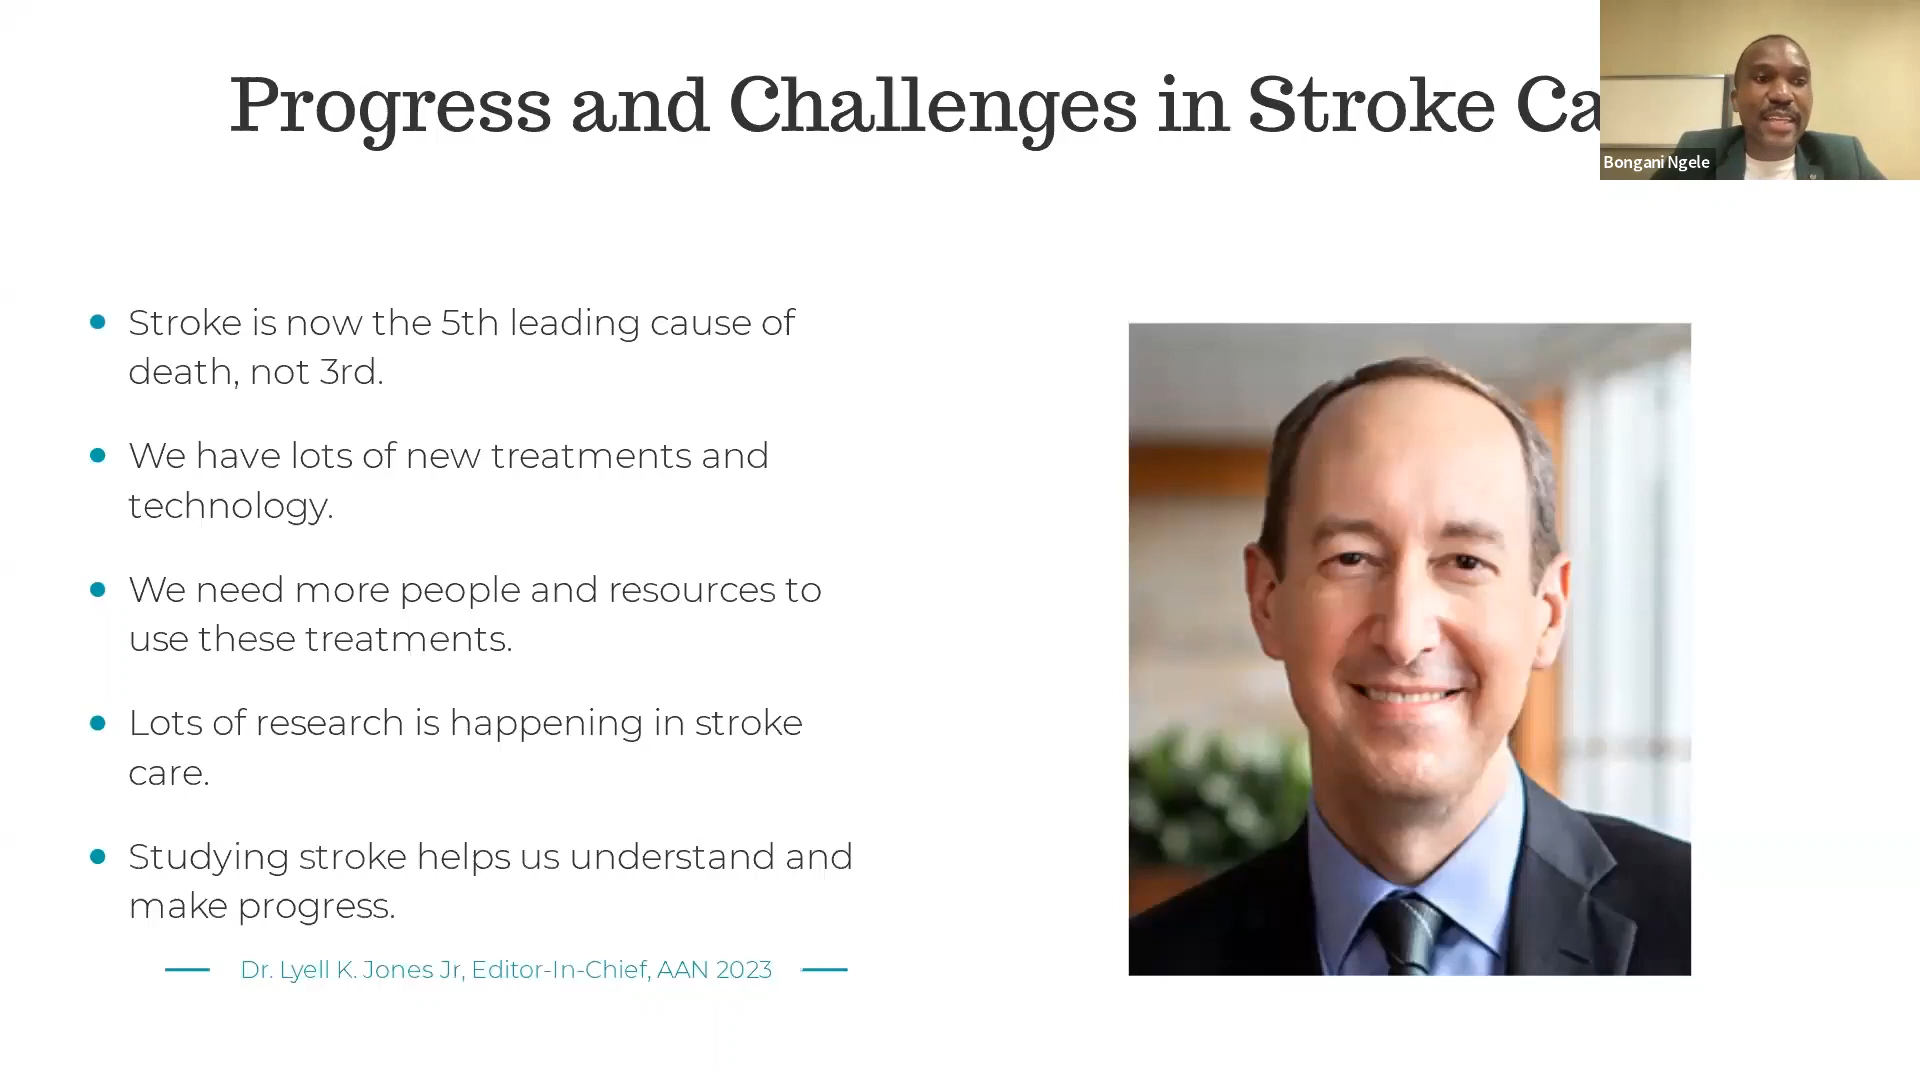 Progress and Challenges in Stroke Ca
Bongani Ngele
Stroke is now the 5th leading cause of
death, not 3rd.
We have lots of new treatments and
technology.
We need more people and resources to
use these treatments.
Lots of research is happening in stroke
care.
Studying stroke helps us understand and
make progress.
Dr. Lyell K. Jones Jr, Editor-In-Chief, AAN 2023